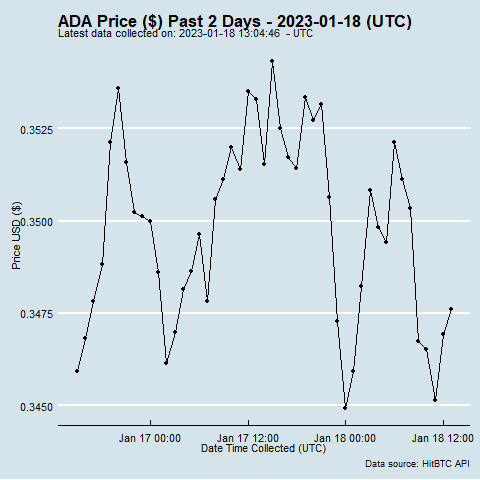 ADA Price ($) Past 2 Days - 2023-01-18 (UTC)
Latest data collected on: 2023-01-18 13:04:46 - UTC
0.3525
0.3500
0.3475
0.3450
Price USD ($)
Jan 17 00:00 Jan 17 12:00 Jan 18 00:00 Jan 18 12:00
Date Time Collected (UTC)
Data source: HitBTC API